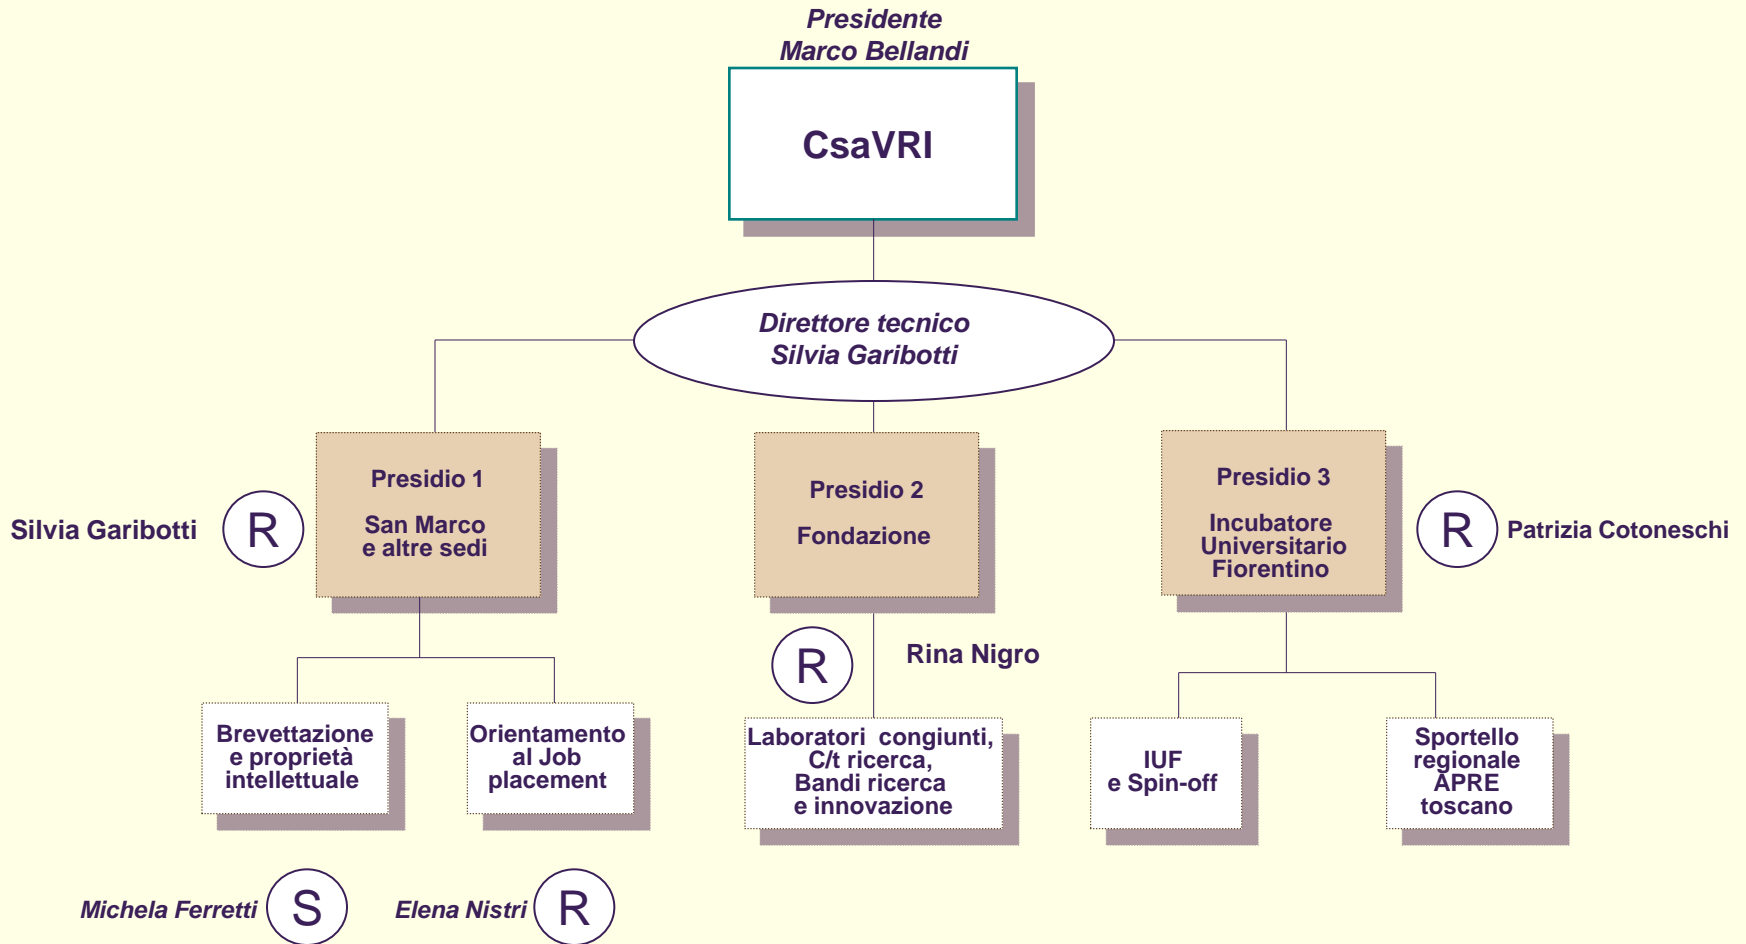 Presidente
Marco Bellandi
CsaVRI
Direttore tecnico
Silvia Garibotti
Silvia Garibotti
R
Presidio 1
San Marco
e altre sedi
Presidio 2
Fondazione
Presidio 3
Incubatore
Universitario
Fiorentino
R
Patrizia Cotoneschi
R
Rina Nigro
Brevettazione
e proprietà
intellettuale
Orientamento
al Job
placement
Laboratori congiunti,
C/t ricerca,
Bandi ricerca
e innovazione
IUF
e Spin-off
Sportello
regionale
APRE
toscano
Michela Ferretti
S
Elena Nistri
R